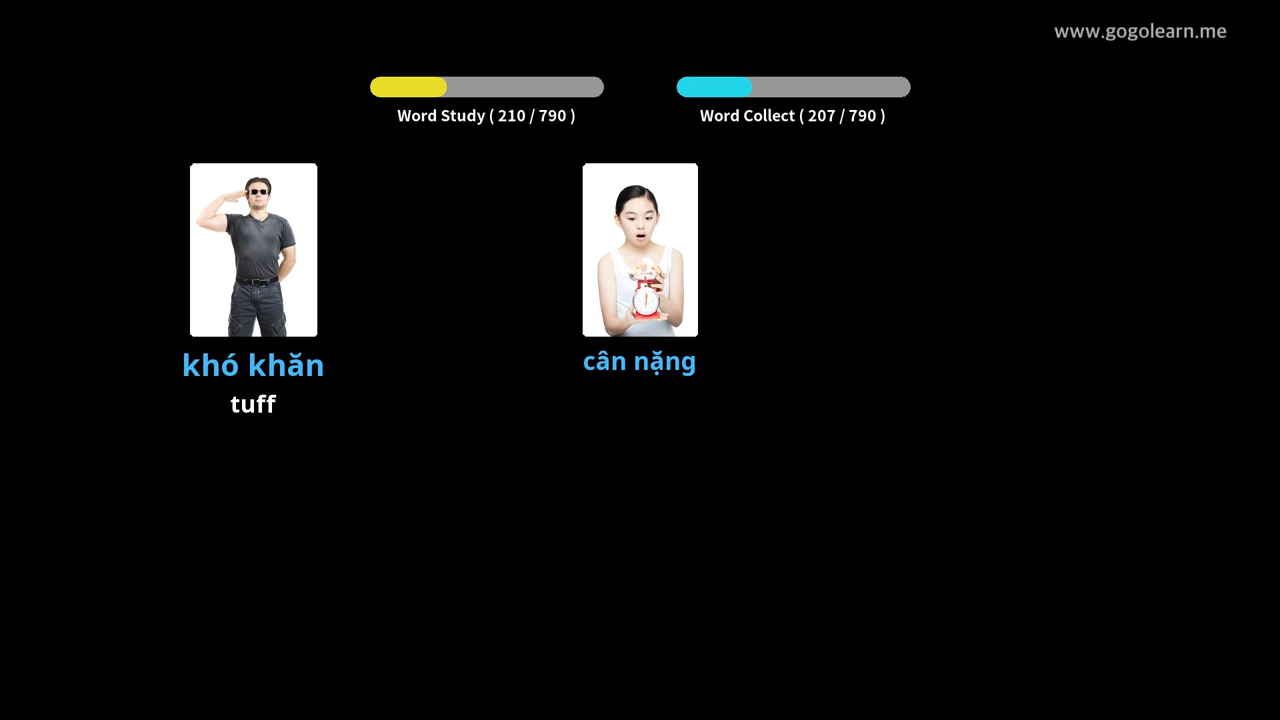 www.gogolearn.me
Word Study ( 210 / 790 )
Word Collect ( 207 / 790 )
khó khăn
cân nặng
tuff